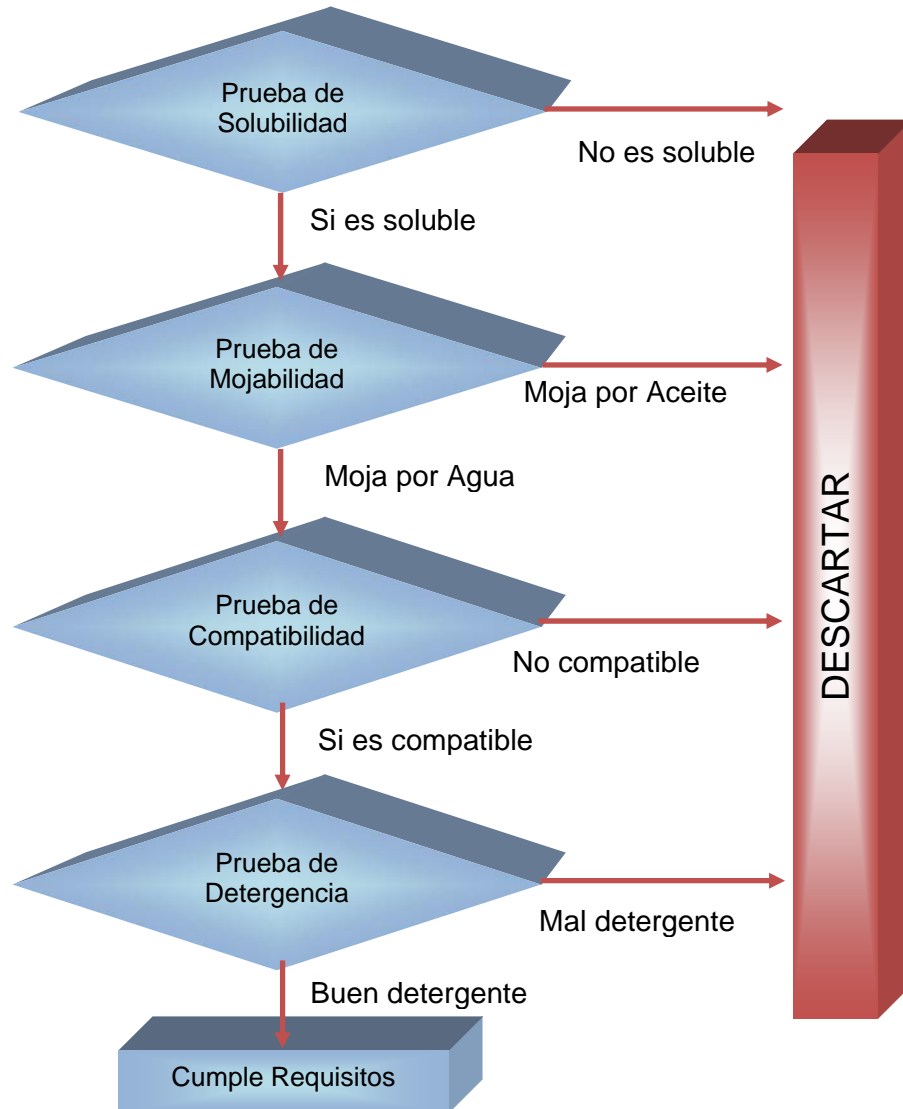 Prueba de
Solubilidad
No es soluble
Si es soluble
Prueba de
Mojabilidad
Moja por Aceite
Moja por Agua
Prueba de
Compatibilidad
No compatible
Si es compatible
Prueba de
Detergencia
Mal detergente
Buen detergente
Cumple Requisitos
DESCARTAR